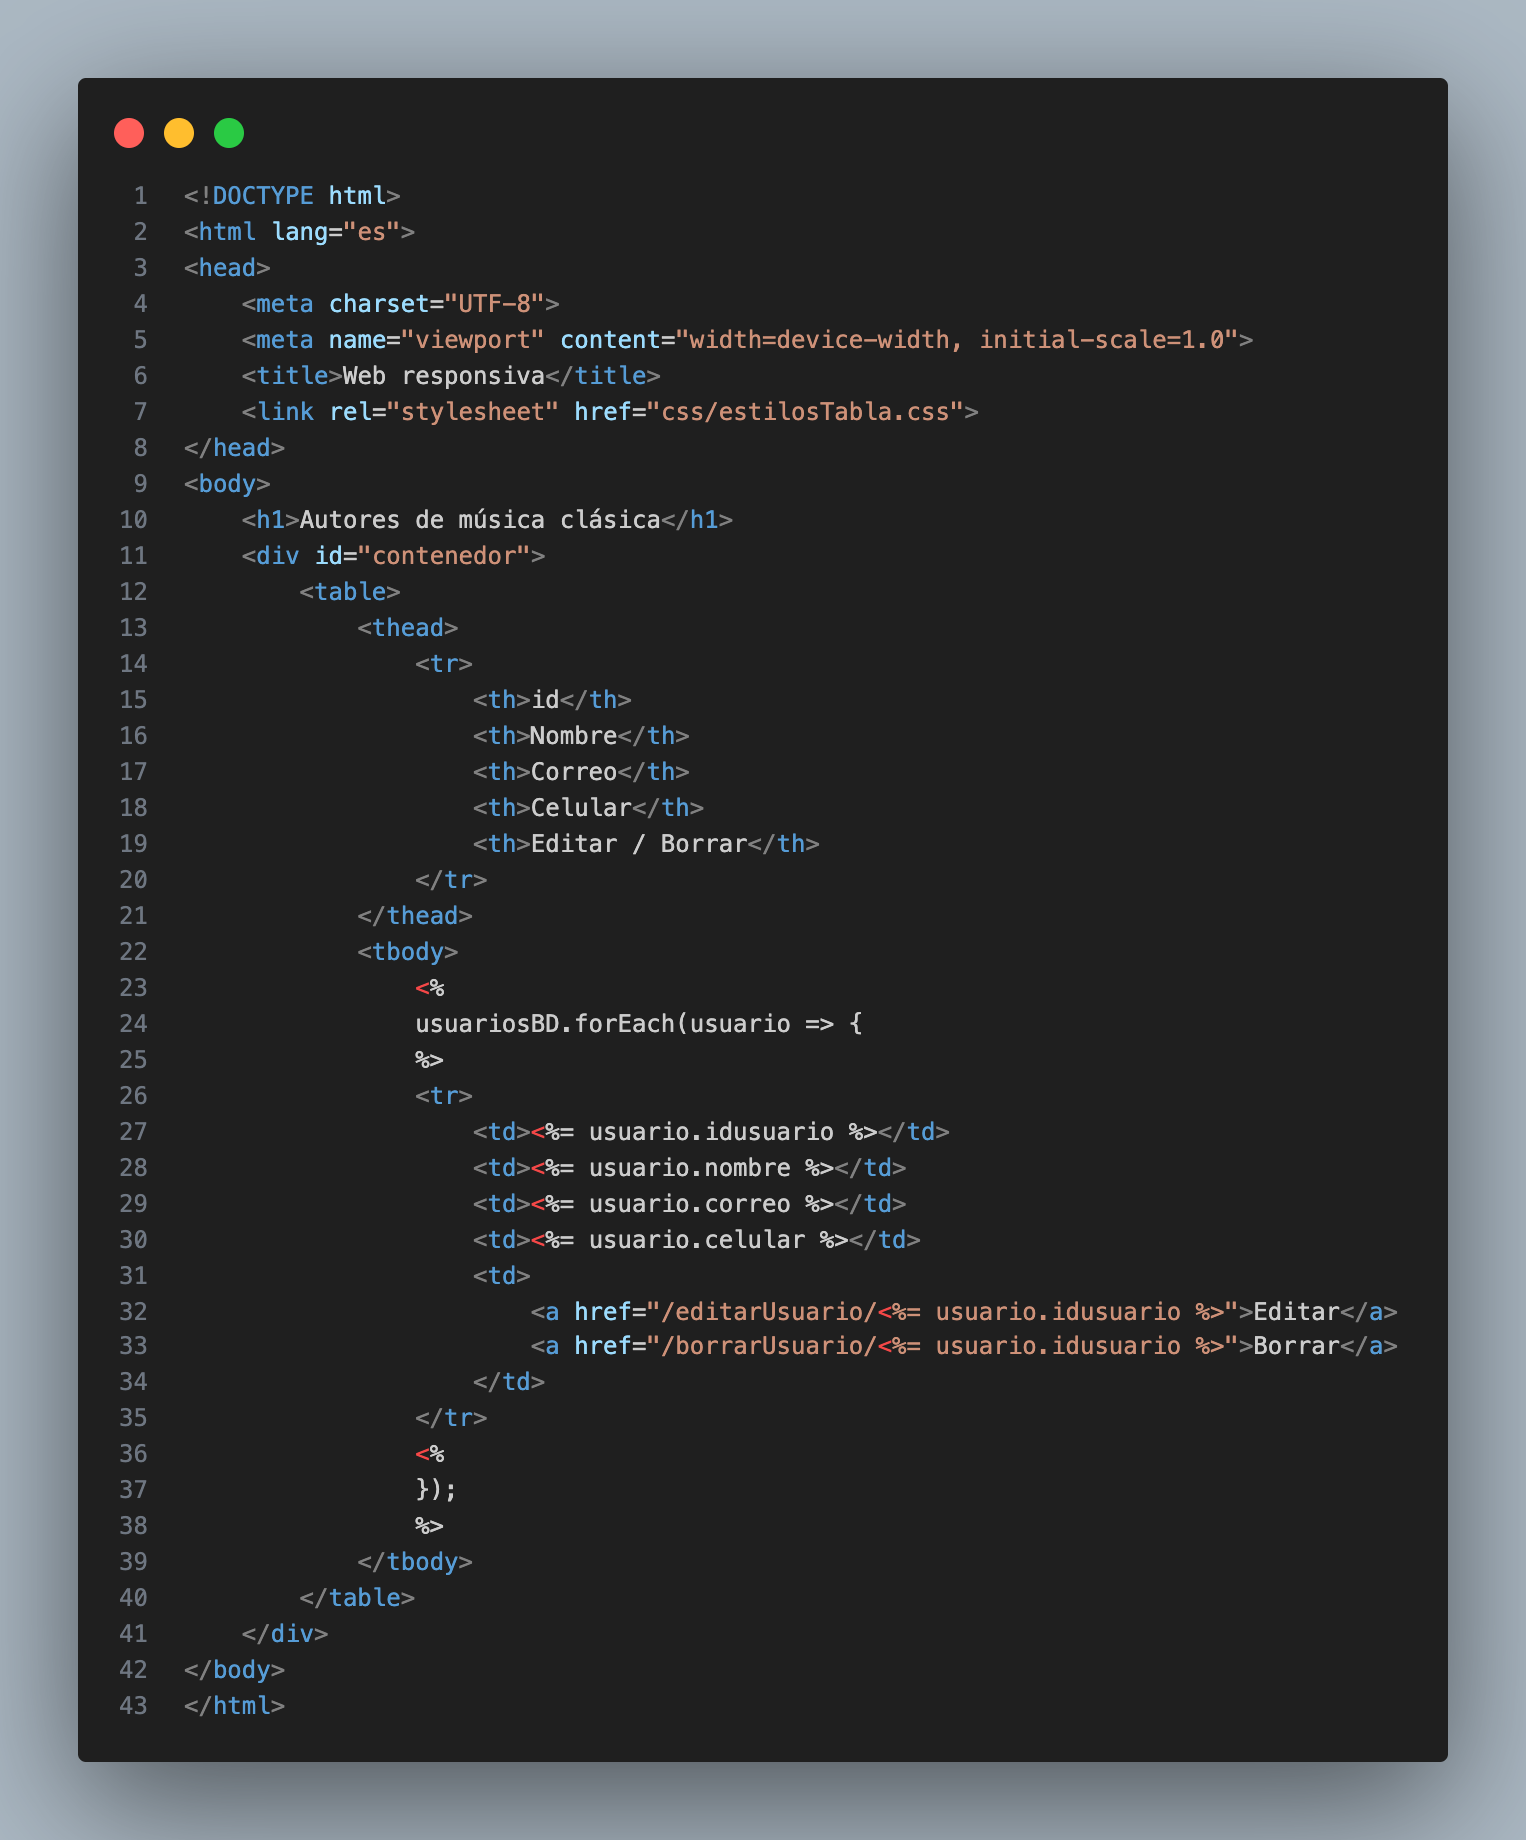 1 <!DOCTYPE html>
2 <html lang="es">
3 <head>
4     <meta charset="UTF-8">
5     <meta name="viewport" content="width=device-width, initial-scale=1.0">
6     <title>Web responsiva</title>
7     <link rel="stylesheet" href="css/estilosTabla.css">
8 </head>
9 <body>
10     <h1>Autores de música clásica</h1>
11     <div id="contenedor">
12         <table>
13             <thead>
14                 <tr>
15                     <th>id</th>
16                     <th>Nombre</th>
17                     <th>Correo</th>
18                     <th>Celular</th>
19                     <th>Editar / Borrar</th>
20                 </tr>
21             </thead>
22             <tbody>
23                 <%
24                 usuariosBD.forEach(usuario => {
25                 %>
26                 <tr>
27                     <td><%= usuario.idusuario %></td>
28                     <td><%= usuario.nombre %></td>
29                     <td><%= usuario.correo %></td>
30                     <td><%= usuario.celular %></td>
31                     <td>
32                         <a href="/editarUsuario/<%= usuario.idusuario %>">Editar</a>
33                         <a href="/borrarUsuario/<%= usuario.idusuario %>">Borrar</a>
34                     </td>
35                 </tr>
36                 <%
37                 });
38                 %>
39             </tbody>
40         </table>
41     </div>
42 </body>
43 </html>